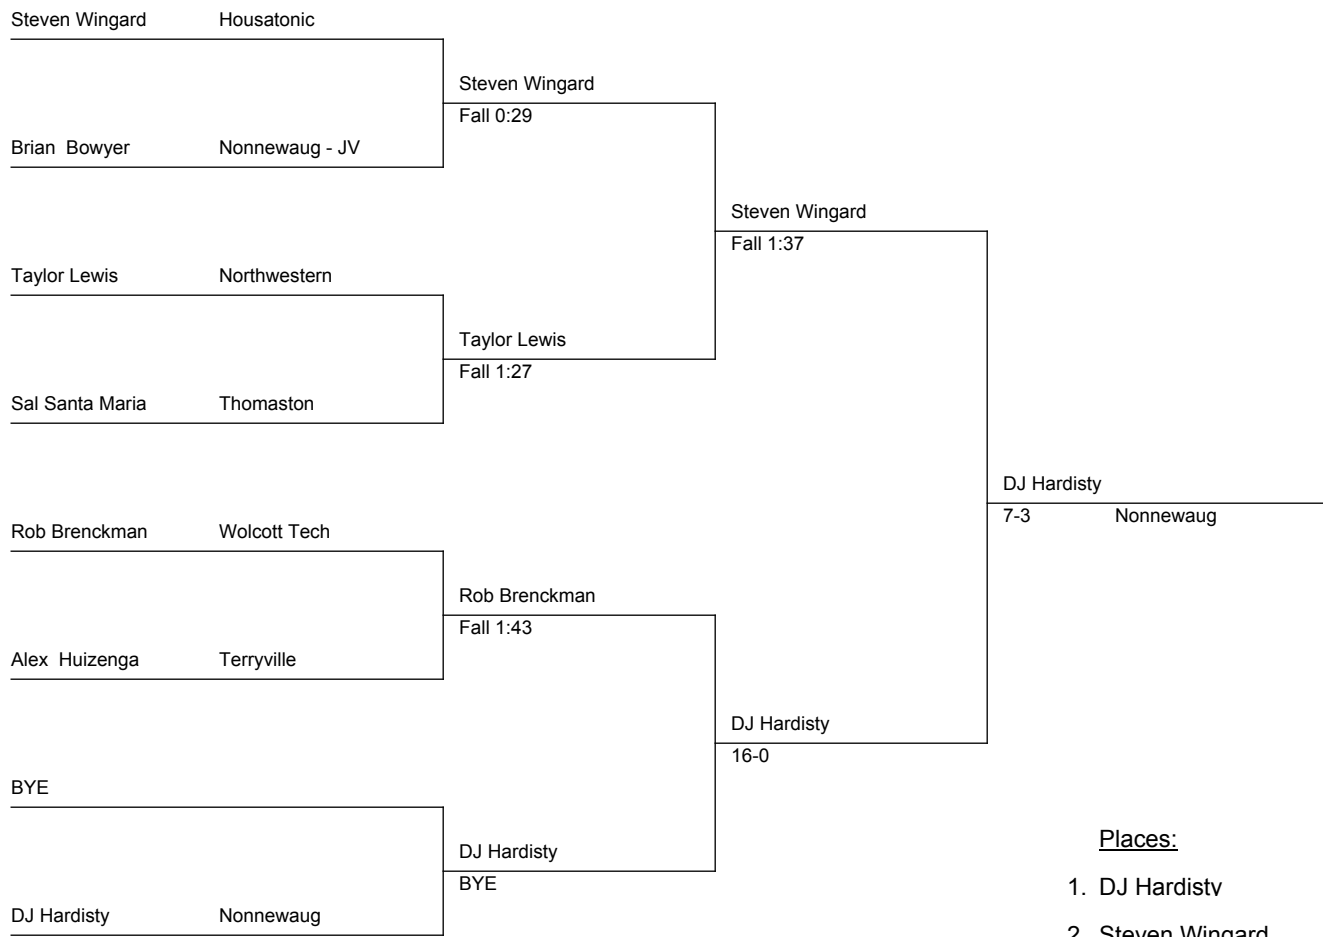 Steven Wingard Housatonic
Steven Wingard
Fall 0:29
Brian Bowyer Nonnewaug - JV
Steven Wingard
Fall 1:37
Taylor Lewis Northwestern
Taylor Lewis
Fall 1:27
Sal Santa Maria Thomaston
DJ Hardisty
7-3 Nonnewaug
Rob Brenckman Wolcott Tech
Rob Brenckman
Fall 1:43
Alex Huizenga Terryville
DJ Hardisty
16-0
BYE
DJ Hardisty
BYE
DJ Hardisty Nonnewaug
Places:
1. DJ Hardisty
2. Steven Wingard